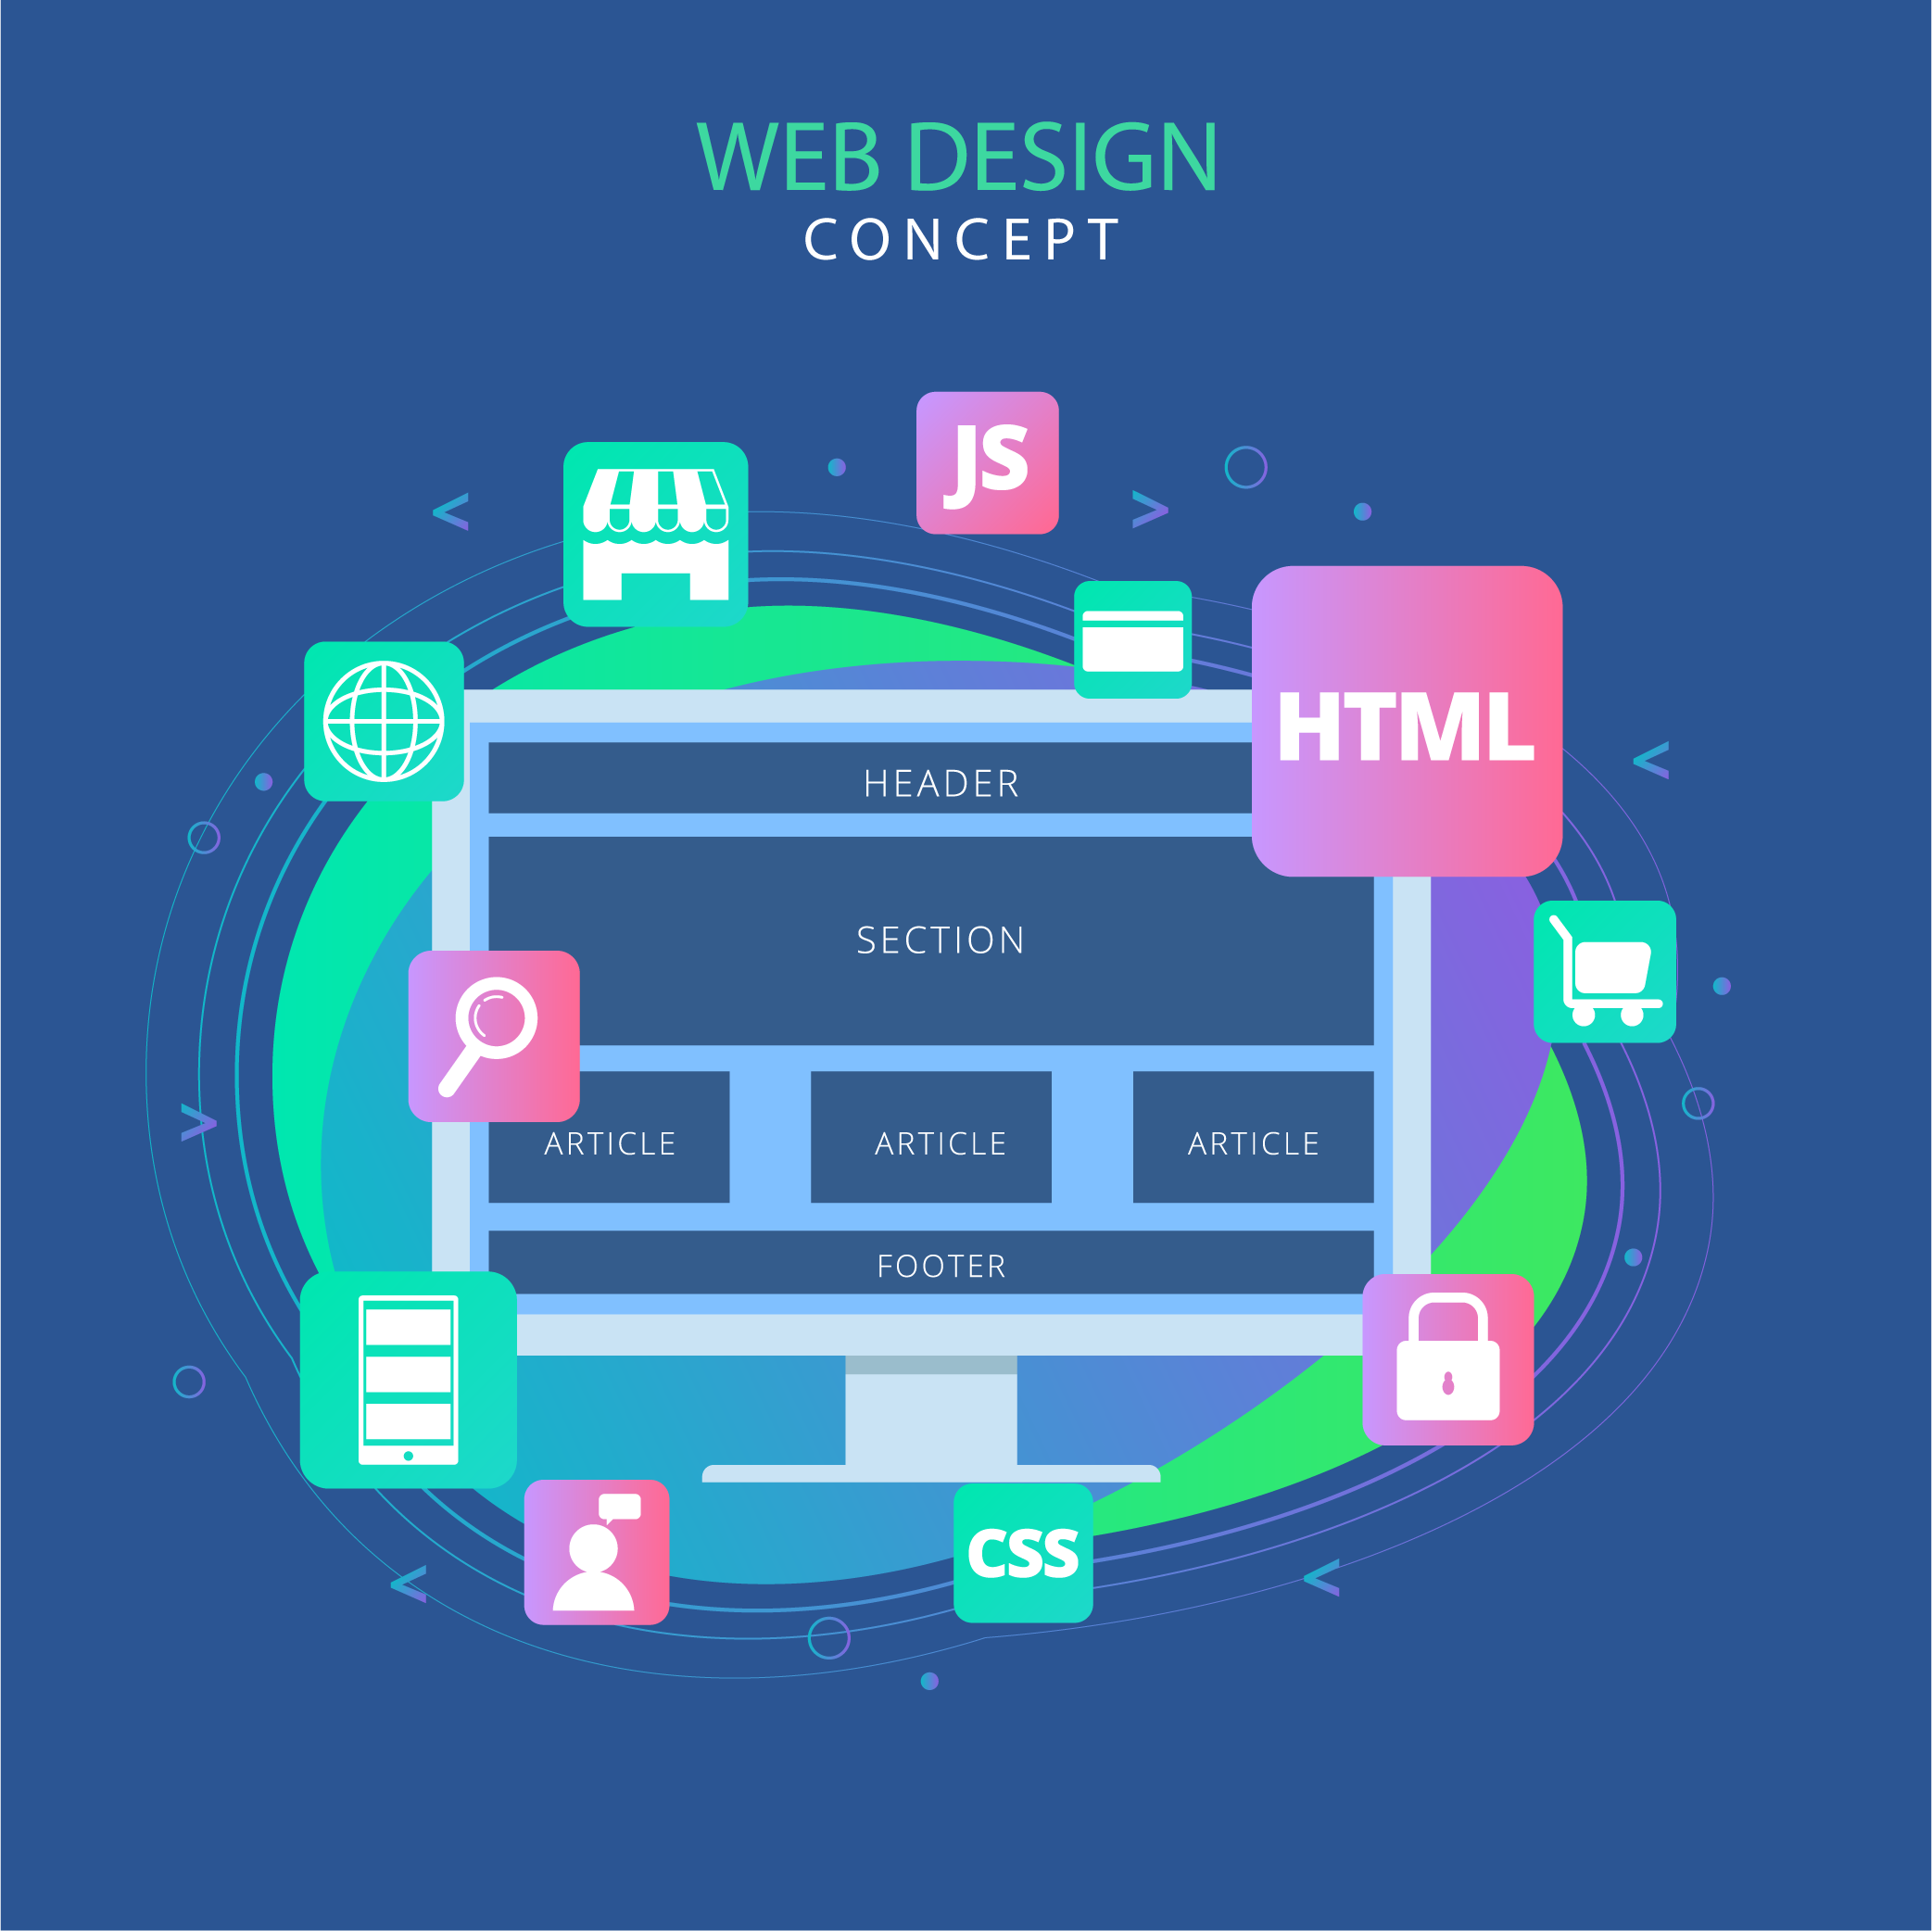 WEB DESIGN
CONCEPT
JS
HTML
HEADER
SECTION
ARTICLE ARTICLE ARTICLE
FOOTER
CSS